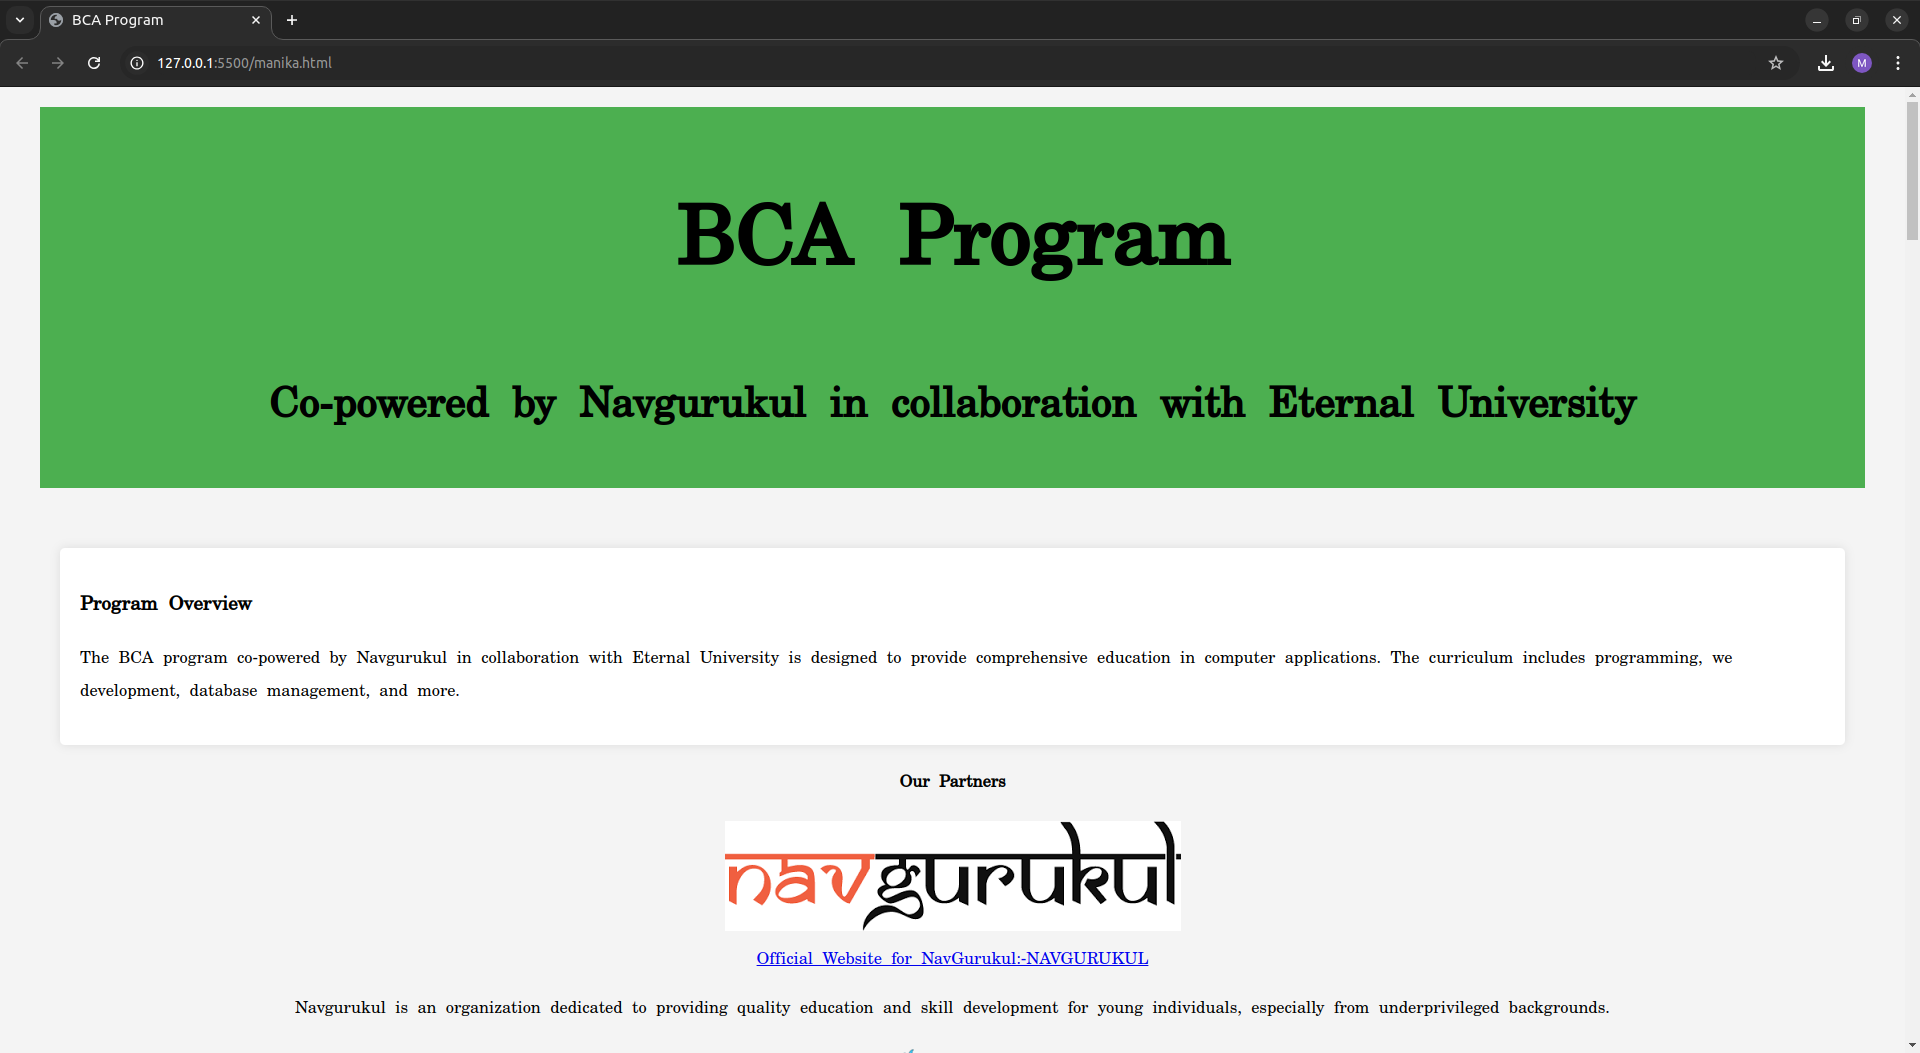 BCA Program
127.0.0.1:5500/manika.html
M
BCA Program
Co-powered by Navgurukul in collaboration with Eternal University
Program Overview
The BCA program co-powered by Navgurukul in collaboration with Eternal University is designed to provide comprehensive education in computer applications. The curriculum includes programming, we
development, database management, and more.
Our Partners
navgurukul
Official Website for NavGurukul:-NAVGURUKUL
Navgurukul is an organization dedicated to providing quality education and skill development for young individuals, especially from underprivileged backgrounds.